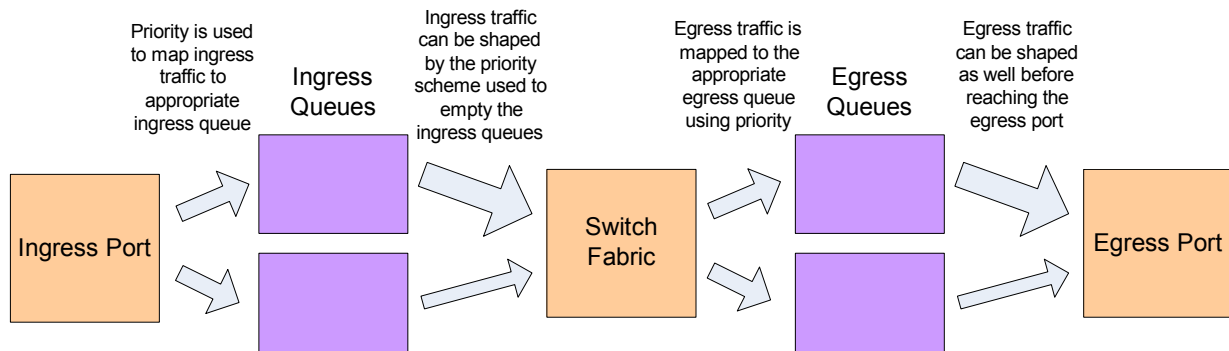 Priority is used
to map ingress
traffic to
appropriate
ingress queue
Ingress
Queues
Ingress traffic
can be shaped
by the priority
scheme used to
empty the
ingress queues
Egress traffic is
mapped to the
appropriate
egress queue
using priority
Egress
Queues
Egress traffic
can be shaped
as well before
reaching the
egress port
Ingress Port
Switch
Fabric
Egress Port